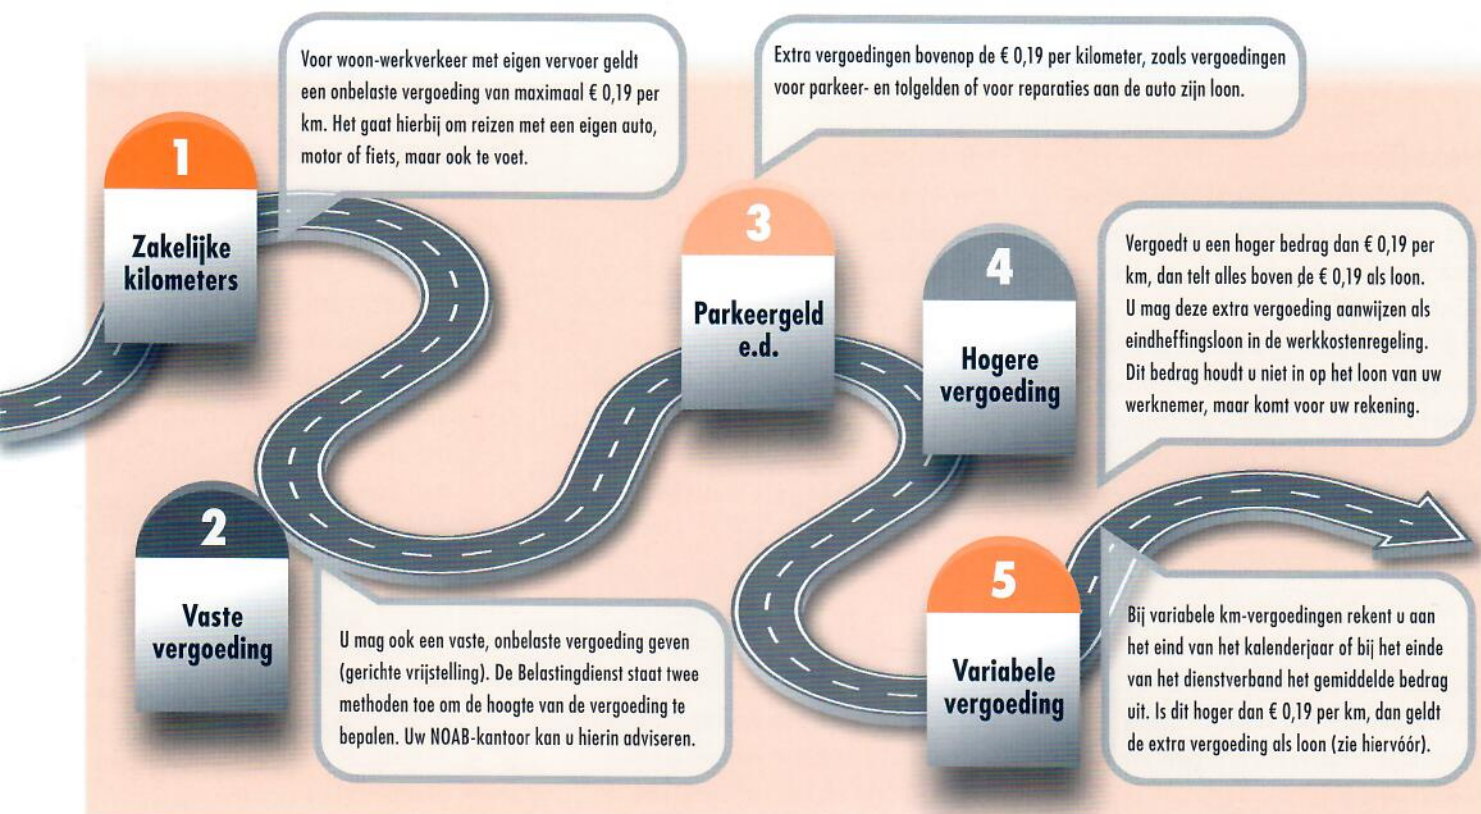 1
Zakelijke
kilometers
Voor woon-werkverkeer met eigen vervoer geldt
een onbelaste vergoeding van maximaal € 0,19 per
km. Het gaat hierbij om reizen met een eigen auto,
motor of fiets, maar ook te voet.
2
Vaste
vergoeding
U mag ook een vaste, onbelaste vergoeding geven
(gerichte vrijstelling). De Belastingdienst staat twee
methoden toe om de hoogte van de vergoeding te
bepalen. Uw NOAB-kantoor kan u hierin adviseren.
3
Parkeergeld
e.d.
Extra vergoedingen bovenop de € 0,19 per kilometer, zoals vergoedingen
voor parkeer- en tolgelden of voor reparaties aan de auto zijn loon.
4
Hogere
vergoeding
Vergoedt u een hoger bedrag dan € 0,19 per
km, dan telt alles boven de € 0,19 als loon.
U mag deze extra vergoeding aanwijzen als
eindheffingsloon in de werkkostenregeling.
Dit bedrag houdt u niet in op het loon van uw
werknemer, maar komt voor uw rekening.
5
Variabele
vergoeding
Bij variabele km-vergoedingen rekent u aan
het eind van het kalenderjaar of bij het einde
van het dienstverband het gemiddelde bedrag
uit. Is dit hoger dan € 0,19 per km, dan geldt
de extra vergoeding als loon (zie hiervóór).